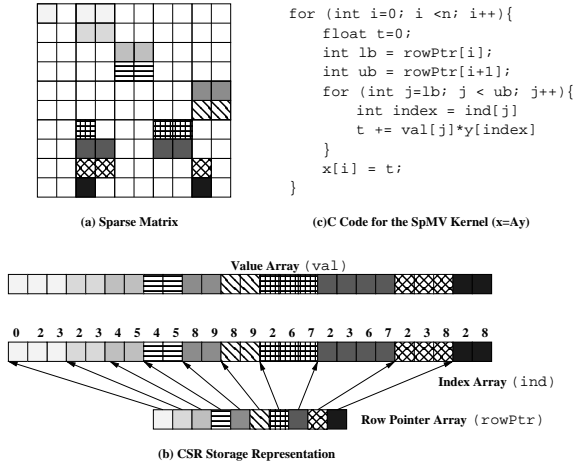 for (int i=0; i <n; i++){
float t=0;
int lb = rowPtr[i];
int ub = rowPtr[i+1];
for (int j=lb; j < ub; j++){
int index = ind[j]
t += val[j]*y[index]
}
x[i] = t;
}
(a) Sparse Matrix
(c)C Code for the SpMV Kernel (x=Ay)
Value Array (val)
0 2 3 2 3 4 5 4 5 8 9 8 9 2 6 7 2 3 6 7 2 3 8 2 8
Index Array (ind)
Row Pointer Array (rowPtr)
(b) CSR Storage Representation